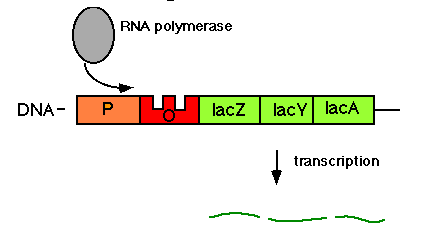 RNA polymerase
DNA- P O lacZ lacY lacA
transcription